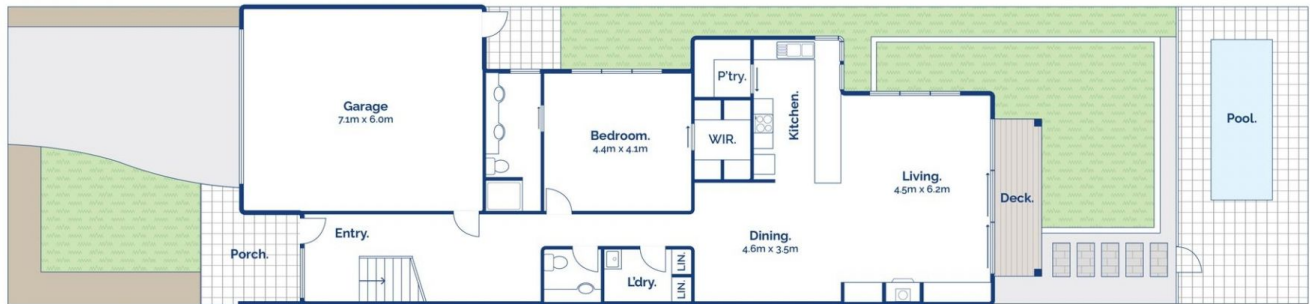 Garage
7.1m x 6.0m
Porch.
Entry.
Bedroom.
4.4m x 4.1m
P'try.
WIR.
Kitchen.
L'dry.
LIN.
LIN.
Dining.
4.6m x 3.5m
Living.
4.5m x 6.2m
Deck.
Pool.